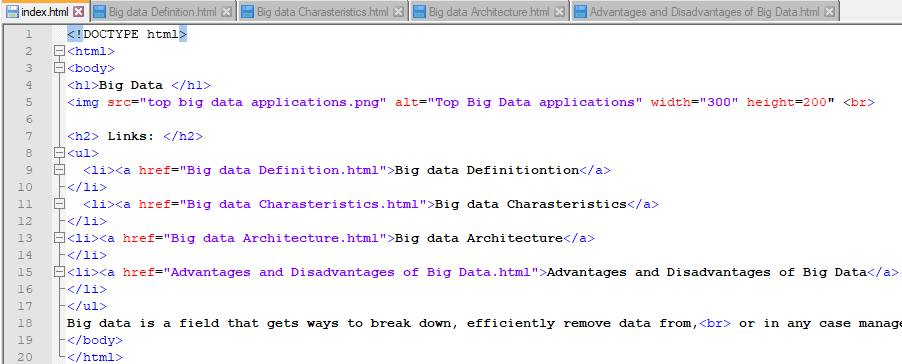 index.html Big data Definition.html Big data Charasteristics.html Big data Architecture.html Advantages and Disadvantages of Big Data.html
1 <!DOCTYPE html>
2 <html>
3 <body>
4 <h1>Big Data </h1>
5 <img src="top big data applications.png" alt="Top Big Data applications" width="300" height=200" <br>
6
7 <h2> Links: </h2>
8 <ul>
9 <li><a href="Big data Definition.html">Big data Definitiontion</a>
10 </li>
11 <li><a href="Big data Charasteristics.html">Big data Charasteristics</a>
12 </li>
13 <li><a href="Big data Architecture.html">Big data Architecture</a>
14 </li>
15 <li><a href="Advantages and Disadvantages of Big Data.html">Advantages and Disadvantages of Big Data</a>
16 </li>
17 </ul>
18 Big data is a field that gets ways to break down, efficiently remove data from,<br> or in any case manage
19 </body>
20 </html>